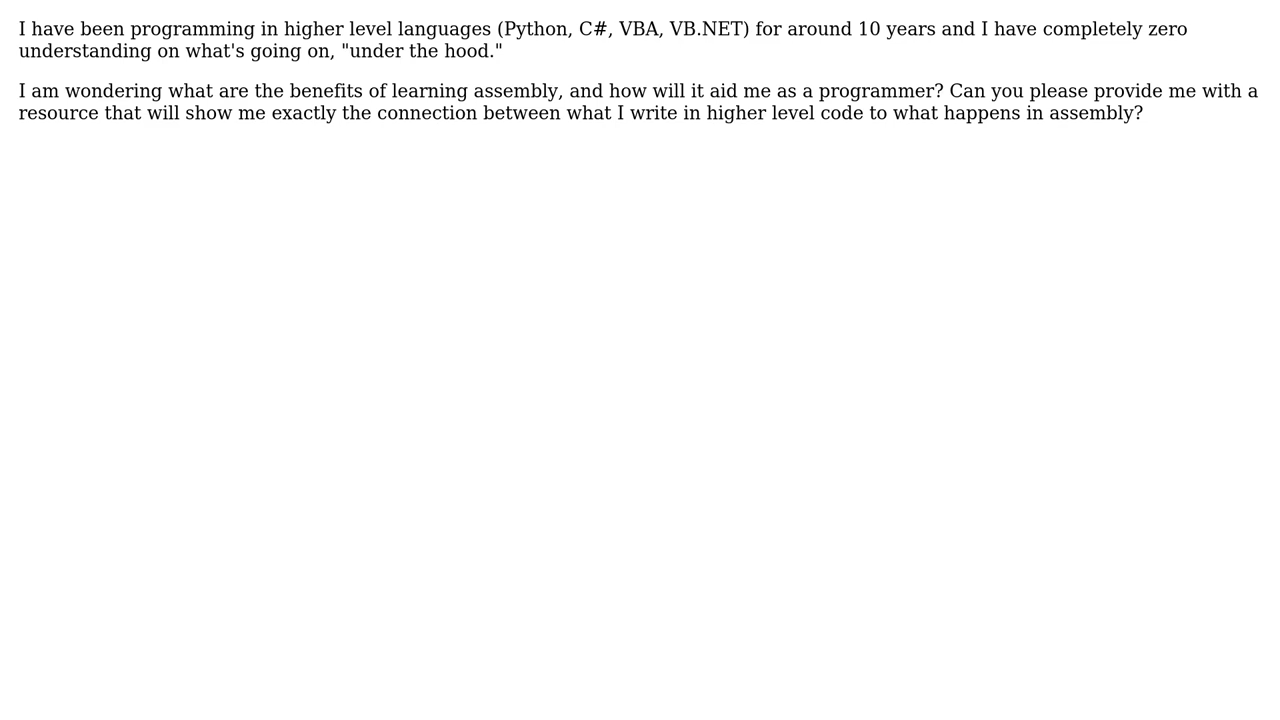 I have been programming in higher level languages (Python, C#, VBA, VB.NET) for around 10 years and I have completely zero
understanding on what's going on, "under the hood."
I am wondering what are the benefits of learning assembly, and how will it aid me as a programmer? Can you please provide me with a
resource that will show me exactly the connection between what I write in higher level code to what happens in assembly?